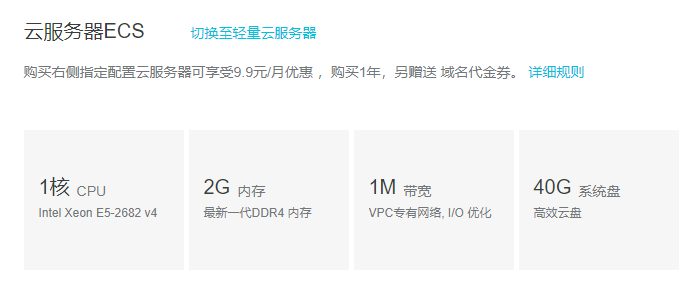 云服务器ECS 切换至轻量云服务器
购买右侧指定配置云服务器可享受9.9元/月优惠 ，购买1年，另赠送 域名代金券。 详细规则
1核 CPU
Intel Xeon E5-2682 v4
2G 内存
最新一代DDR4 内存
1M 带宽
VPC专有网络, I/O 优化
40G 系统盘
高效云盘